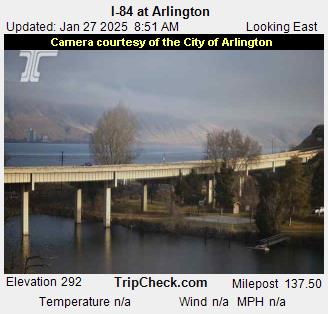 I-84 at Arlington
Updated: Jan 27 2025 8:51 AM Looking East
Camera courtesy of the City of Arlington
Elevation 292 TripCheck.com Milepost 137.50
Temperature n/a Wind n/a MPH n/a